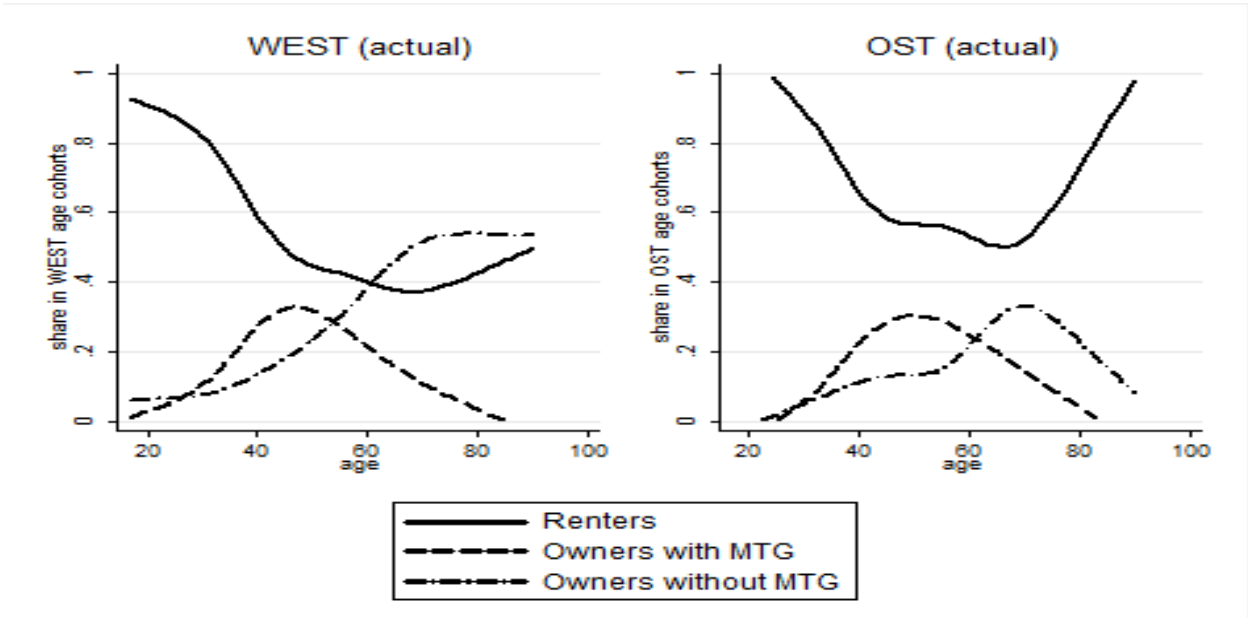 WEST (actual)
share in WEST age cohorts
1
.8
.6
.4
.2
0
20 40 60 80 100
age
OST (actual)
share in OST age cohorts
1
.8
.6
.4
.2
0
20 40 60 80 100
age
Renters
Owners with MTG
Owners without MTG